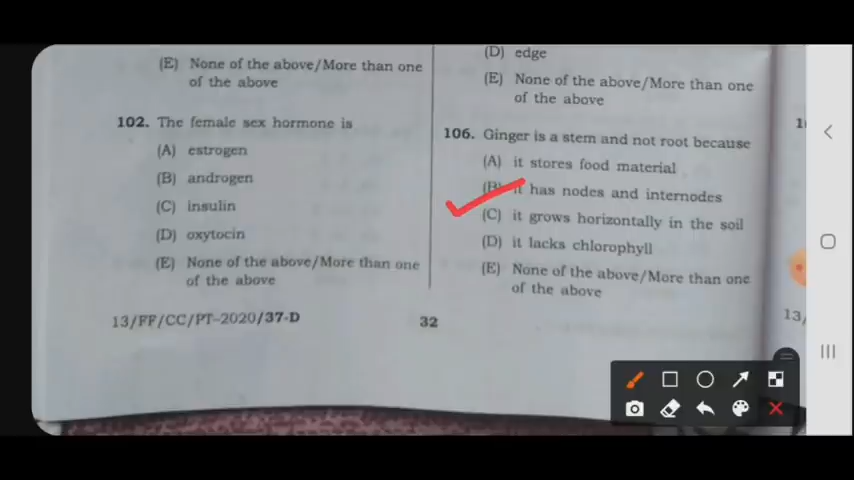 (E) None of the above/More than one
of the above
102. The female sex hormone is
(A) estrogen
(B) androgen
(C) insulin
(D) oxytocin
(E) None of the above/More than one
of the above
13/FF/CC/PT–2020/37-D
32
(D) edge
(E) None of the above/More than one
of the above
106. Ginger is a stem and not root because
(A) it stores food material
(B) it has nodes and internodes
(C) it grows horizontally in the soil
(D) it lacks chlorophyll
(E) None of the above/More than one
of the above
13/